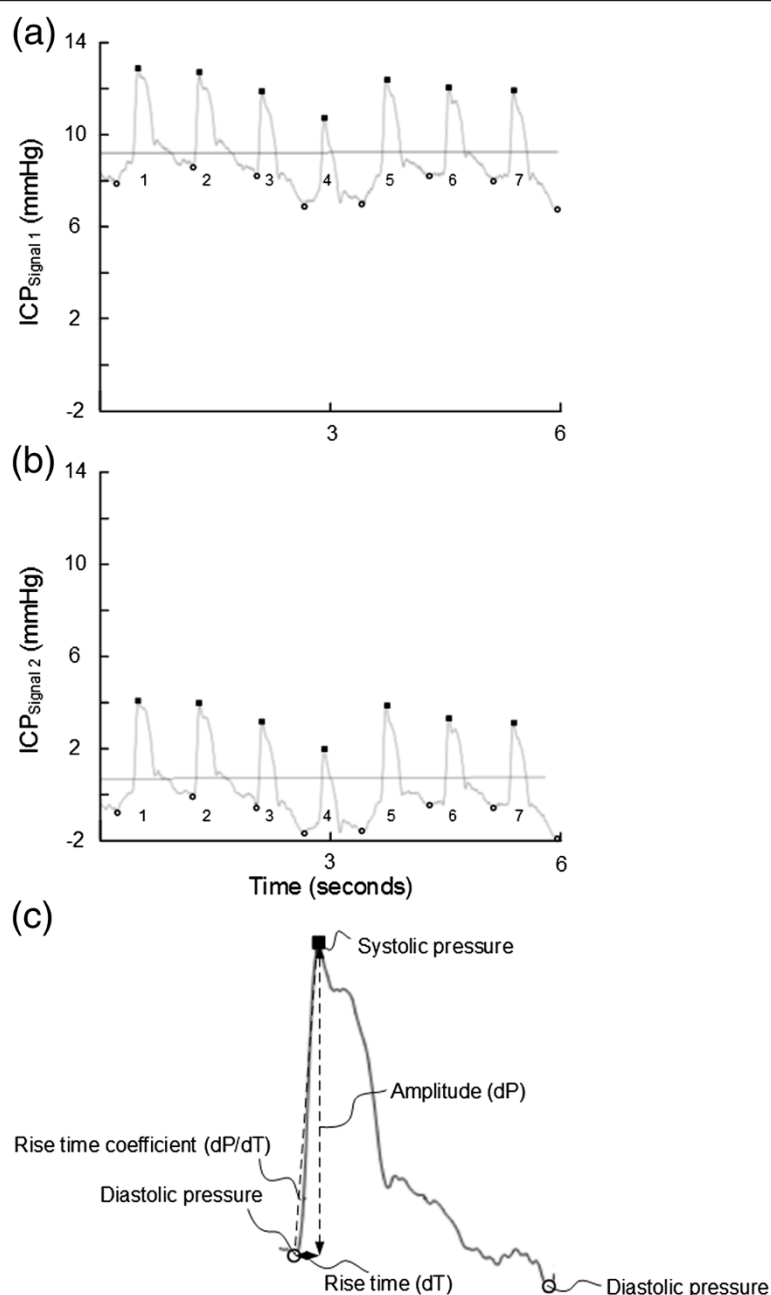 (a)
14
10
6
2
-2
ICPSignal 1 (mmHg)
1 2 3 4 5 6 7
3 6
(b)
14
10
6
2
-2
ICPSignal 2 (mmHg)
1 2 3 4 5 6 7
3 6
Time (seconds)
(c)
Systolic pressure
Amplitude (dP)
Rise time coefficient (dP/dT)
Diastolic pressure
Rise time (dT)
Diastolic pressure